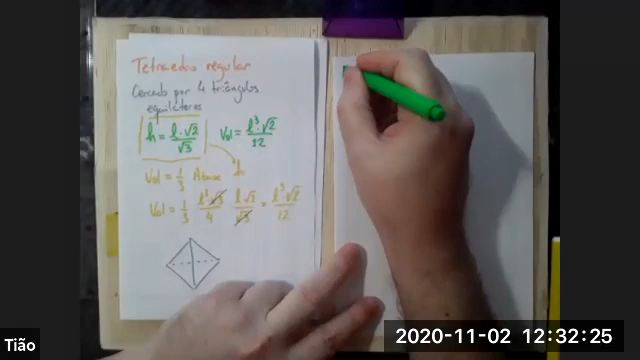 Tetraedro regular
Cercado por 4 triângulos
equiláteros
h = l·√2/√3 Vol = l³·√2/12
Vol = 1/3 Abase h
Vol = 1/3 l²√3/4 l√2/√3 = l³·√2/12
Tião
2020-11-02 12:32:25